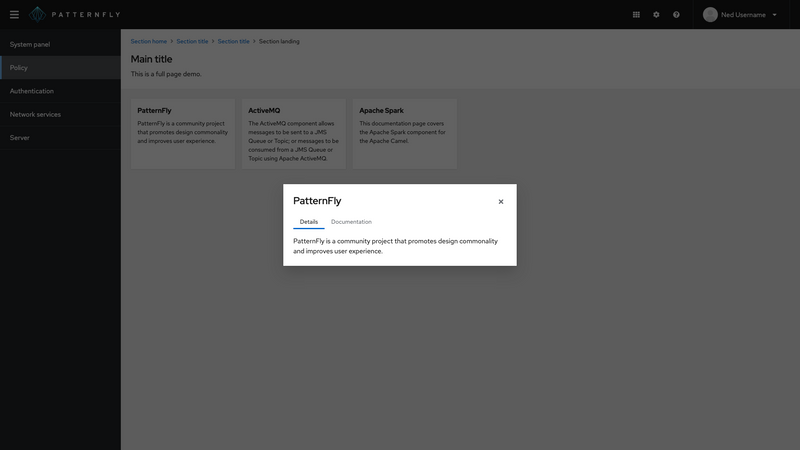 PATTERNFLY
Ned Username
System panel
Policy
Authentication
Network services
Server
Section home > Section title > Section title > Section landing
Main title
This is a full page demo.
PatternFly
PatternFly is a community project
that promotes design commonality
and improves user experience.
ActiveMQ
The ActiveMQ component allows
messages to be sent to a JMS
Queue or Topic; or messages to be
consumed from a JMS Queue or
Topic using Apache ActiveMQ.
Apache Spark
This documentation page covers
the Apache Spark component for
the Apache Camel.
PatternFly
Details Documentation
PatternFly is a community project that promotes design commonality
and improves user experience.